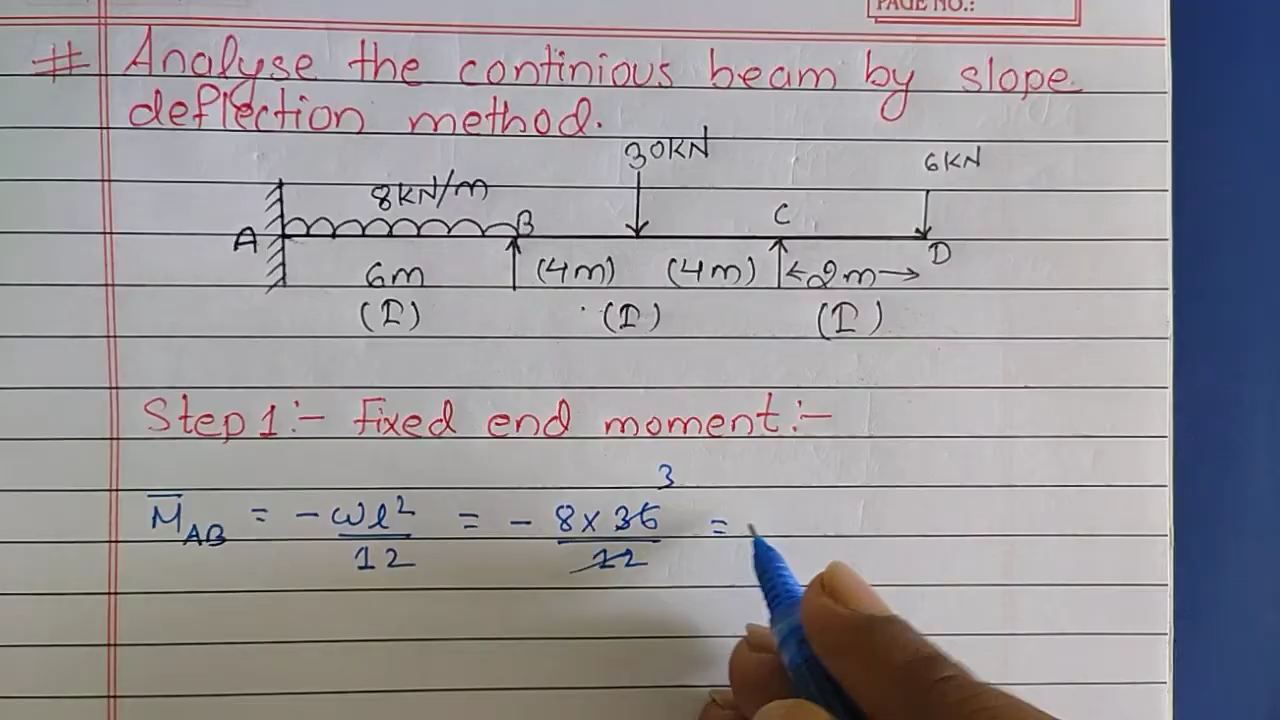 PAGE NO.:
# Analyse the continious beam by slope
deflection method.
30KN 6KN
8KN/m
A B C D
6m (4m) (4m) 2m
(I) (I) (I)
Step 1:- Fixed end moment:-
3
M̅AB = -wl²/12 = - 8×36/12 =